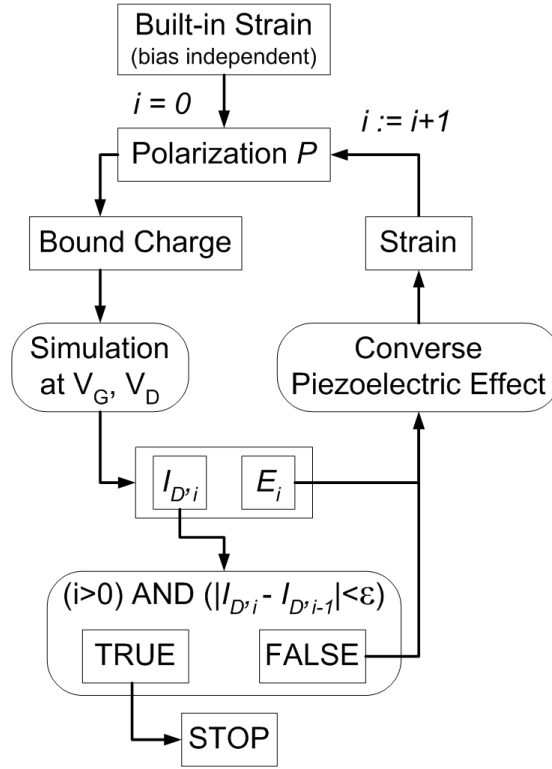 Built-in Strain
(bias independent)
i = 0
i := i+1
Polarization P
Bound Charge
Strain
Simulation
at V_G, V_D
Converse
Piezoelectric Effect
I_D,i
E_i
(i>0) AND (|I_D,i - I_D,i-1|<ε)
TRUE
FALSE
STOP